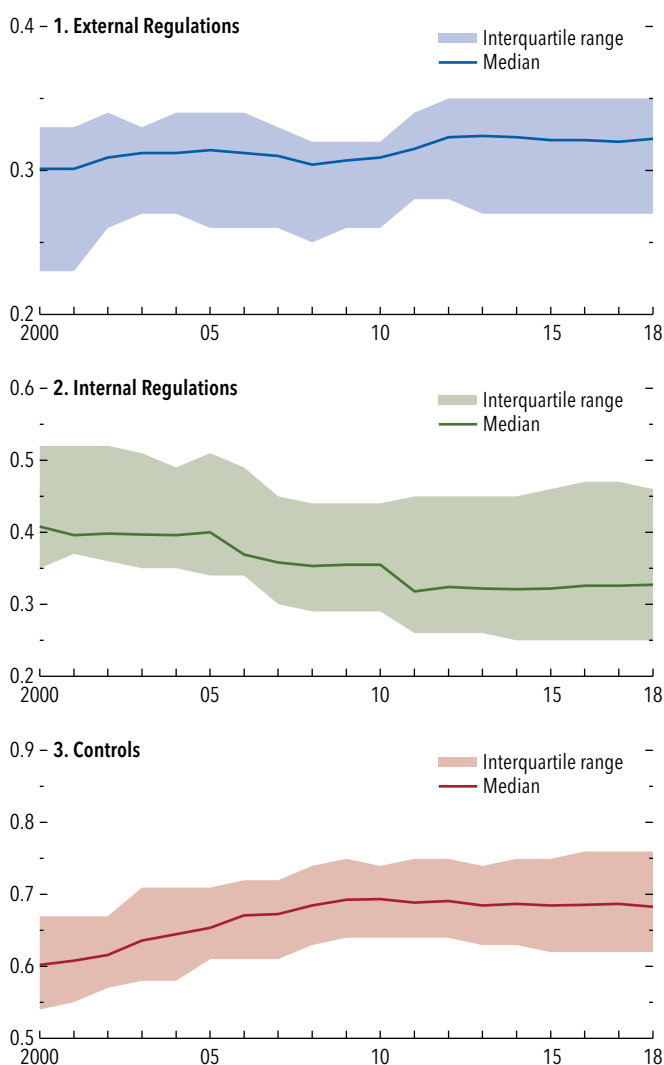 0.4
1. External Regulations
Interquartile range
Median
0.3
0.2
2000 05 10 15 18
0.6
2. Internal Regulations
Interquartile range
Median
0.5
0.4
0.3
0.2
2000 05 10 15 18
0.9
3. Controls
Interquartile range
Median
0.8
0.7
0.6
0.5
2000 05 10 15 18